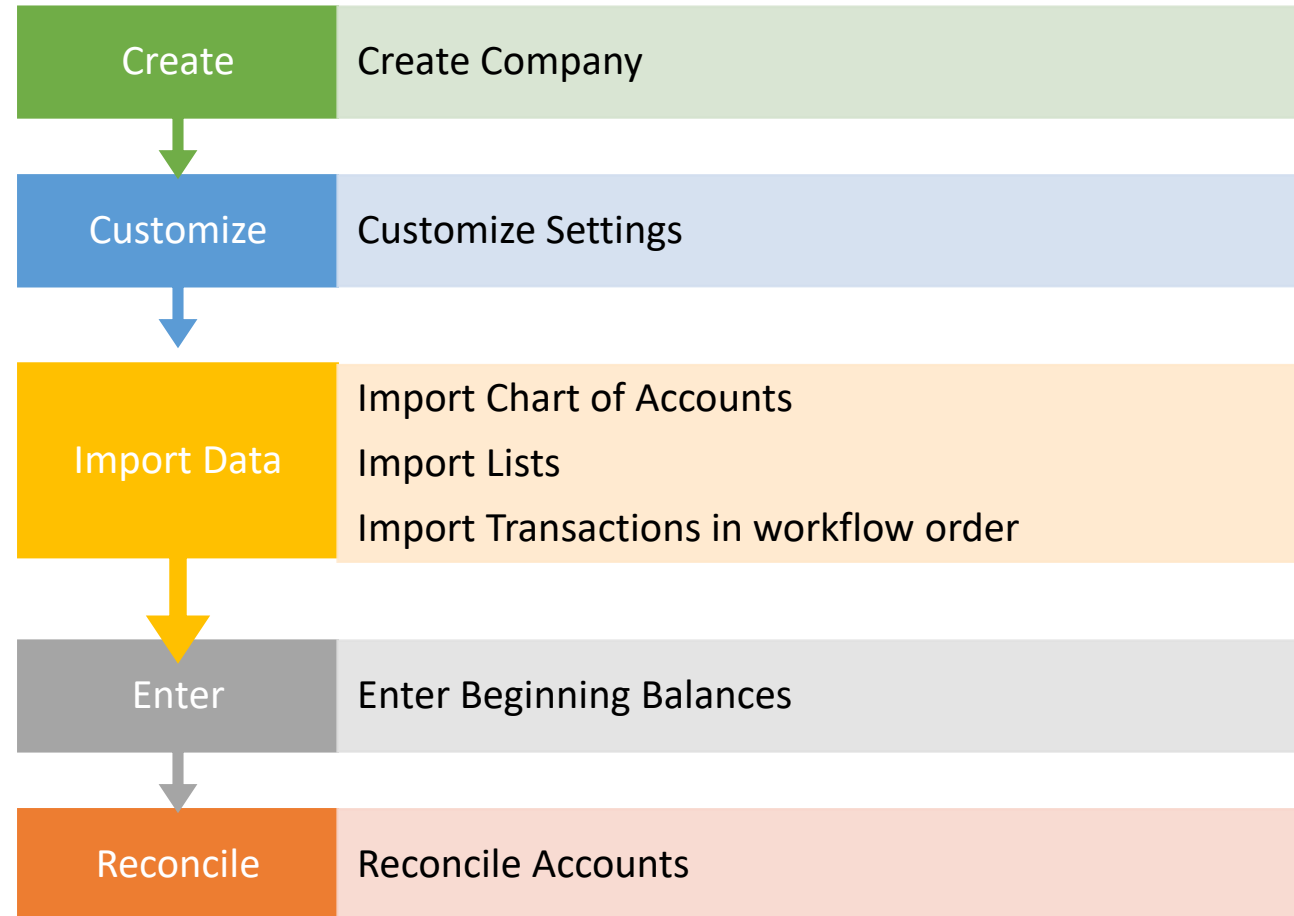 Create
Create Company
Customize
Customize Settings
Import Data
Import Chart of Accounts
Import Lists
Import Transactions in workflow order
Enter
Enter Beginning Balances
Reconcile
Reconcile Accounts